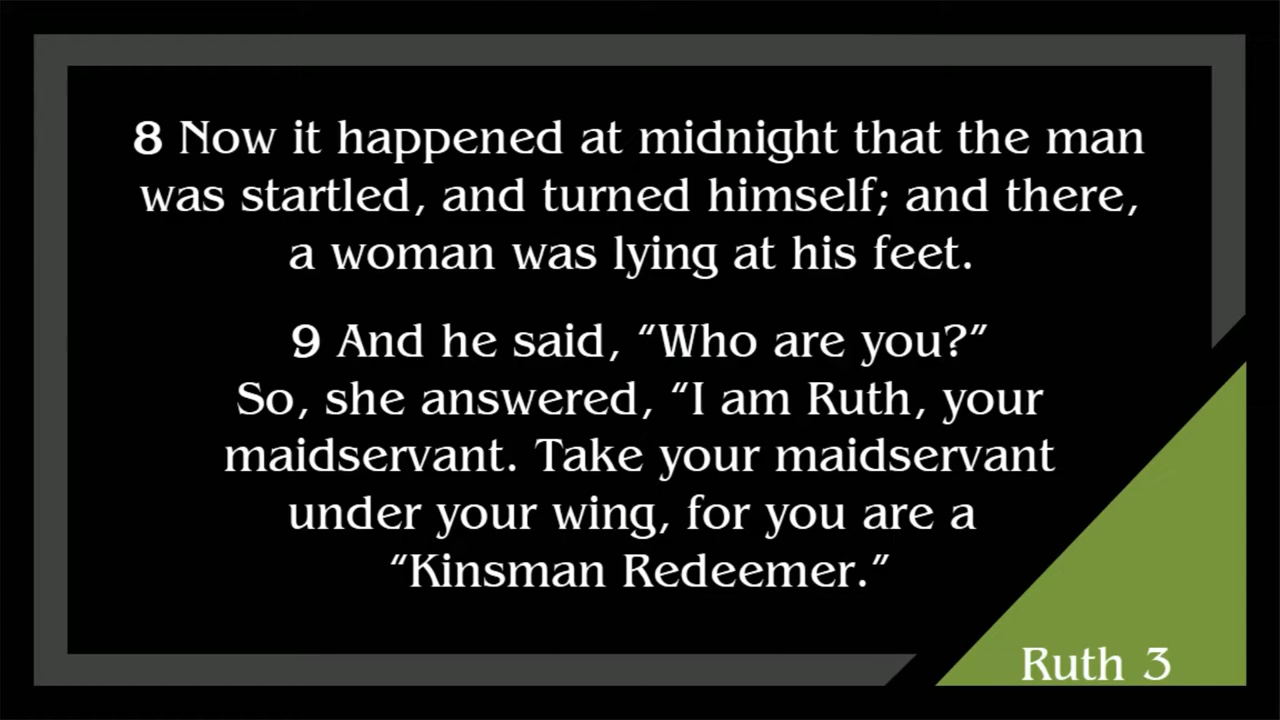 8 Now it happened at midnight that the man
was startled, and turned himself; and there,
a woman was lying at his feet.
9 And he said, “Who are you?”
So, she answered, “I am Ruth, your
maidservant. Take your maidservant
under your wing, for you are a
“Kinsman Redeemer.”
Ruth 3